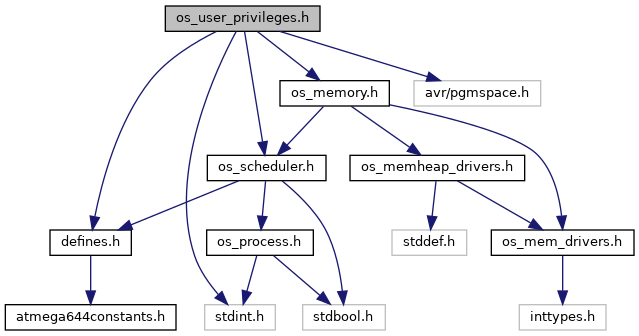 os_user_privileges.h
os_memory.h
avr/pgmspace.h
os_scheduler.h
os_memheap_drivers.h
defines.h
os_process.h
stddef.h
os_mem_drivers.h
atmega644constants.h
stdint.h
stdbool.h
inttypes.h